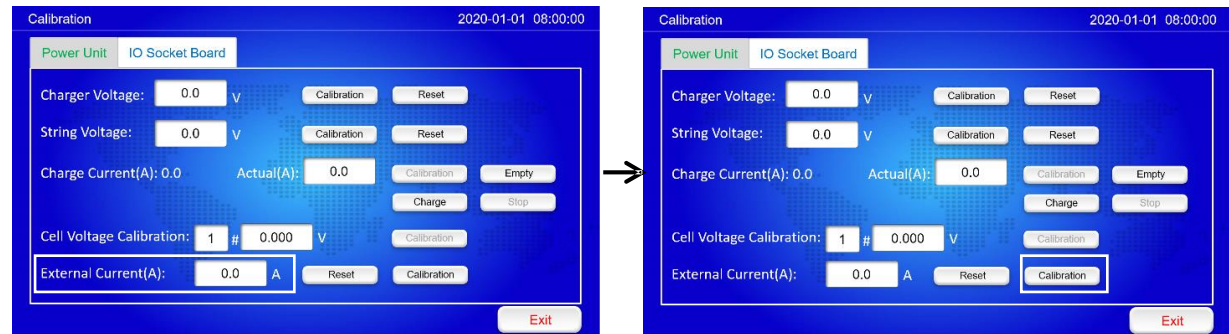 Calibration 2020-01-01 08:00:00
Power Unit IO Socket Board
Charger Voltage: 0.0 V Calibration Reset
String Voltage: 0.0 V Calibration Reset
Charge Current(A): 0.0 Actual(A): 0.0 Calibration Empty
Charge Stop
Cell Voltage Calibration: 1 # 0.000 V Calibration
External Current(A): 0.0 A Reset Calibration
Exit
Calibration 2020-01-01 08:00:00
Power Unit IO Socket Board
Charger Voltage: 0.0 V Calibration Reset
String Voltage: 0.0 V Calibration Reset
Charge Current(A): 0.0 Actual(A): 0.0 Calibration Empty
Charge Stop
Cell Voltage Calibration: 1 # 0.000 V Calibration
External Current(A): 0.0 A Reset Calibration
Exit